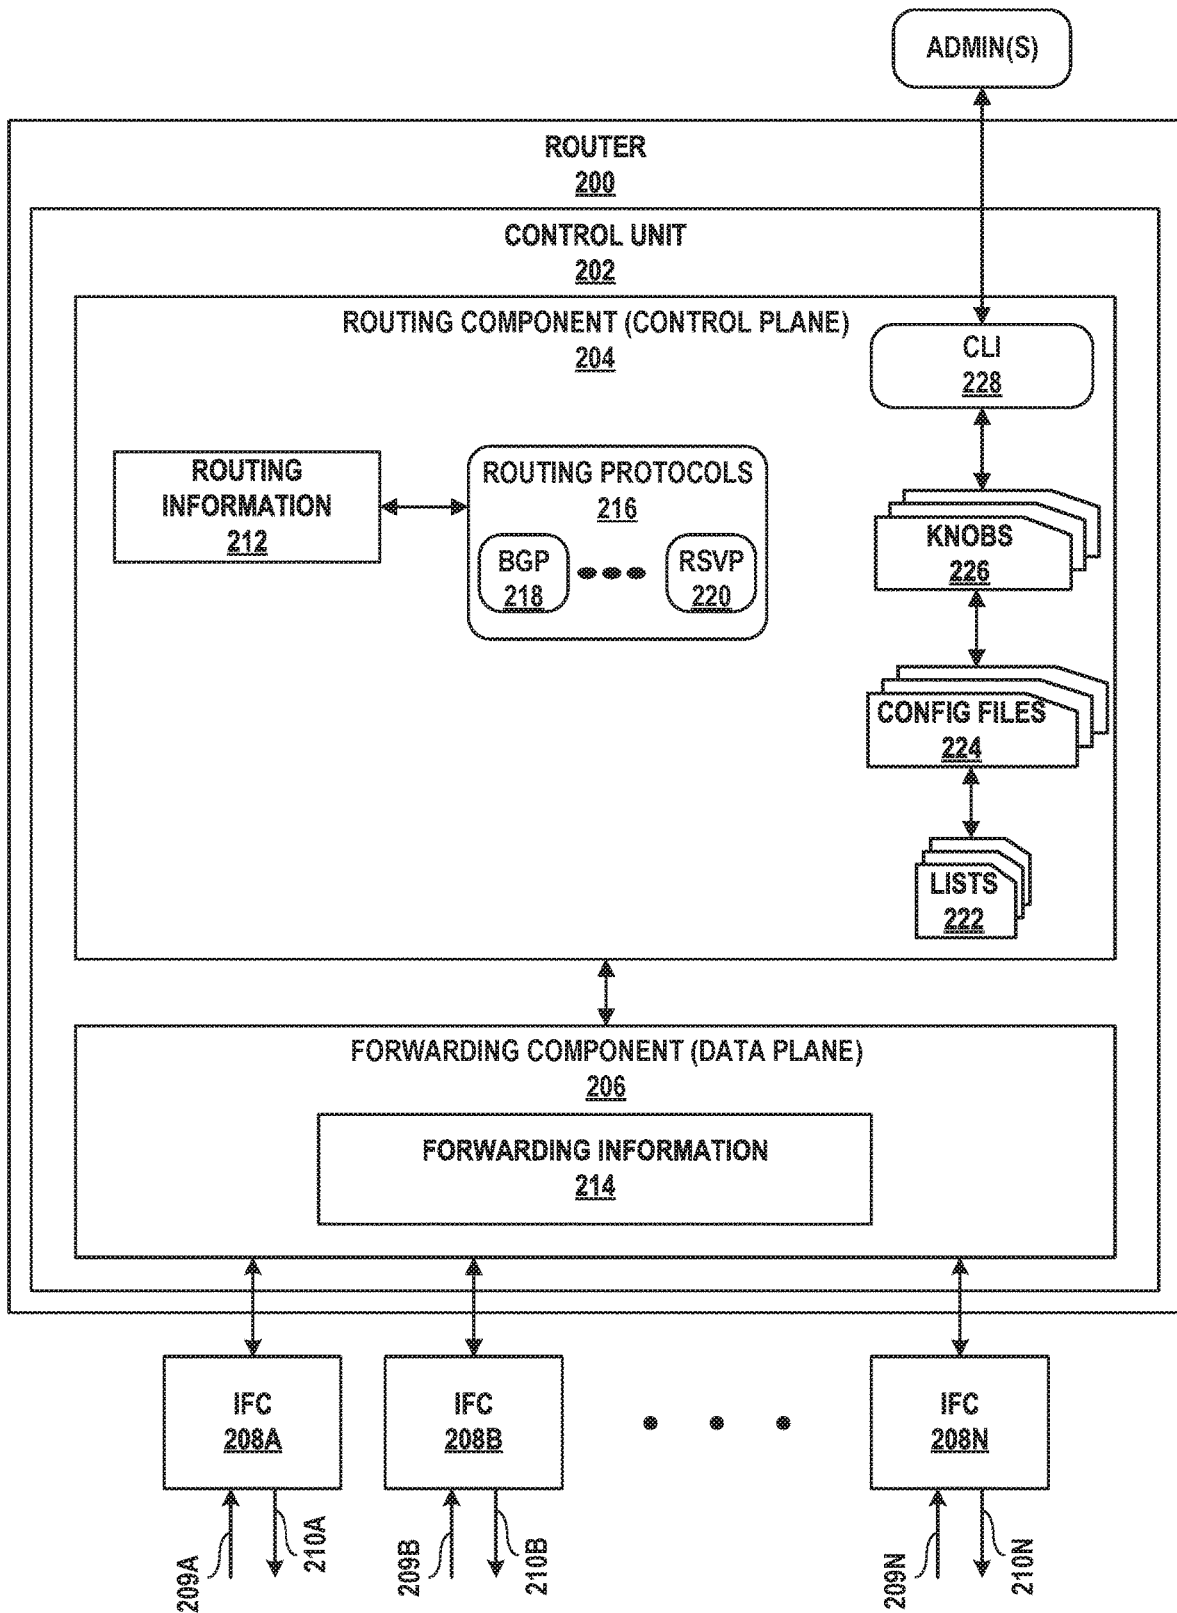 ADMIN(S)
ROUTER
200
CONTROL UNIT
202
ROUTING COMPONENT (CONTROL PLANE)
204
CLI
228
ROUTING
INFORMATION
212
ROUTING PROTOCOLS
216
BGP
218
RSVP
220
KNOBS
226
CONFIG FILES
224
LISTS
222
FORWARDING COMPONENT (DATA PLANE)
206
FORWARDING INFORMATION
214
IFC
208A
IFC
208B
IFC
208N
209A
210A
209B
210B
209N
210N